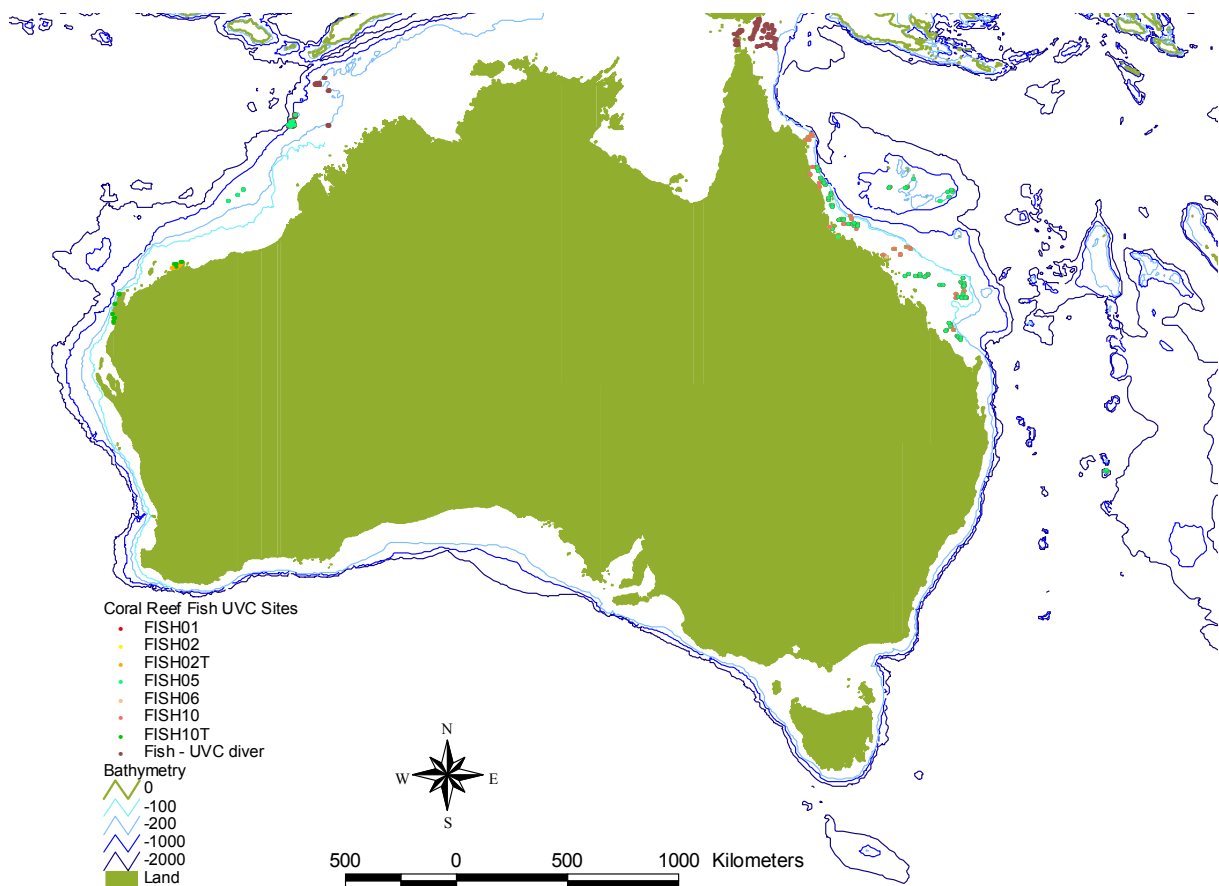 Coral Reef Fish UVC Sites
FISH01
FISH02
FISH02T
FISH05
FISH06
FISH10
FISH10T
Fish - UVC diver
Bathymetry
0
-100
-200
-1000
-2000
Land
N
W E
S
500 0 500 1000 Kilometers